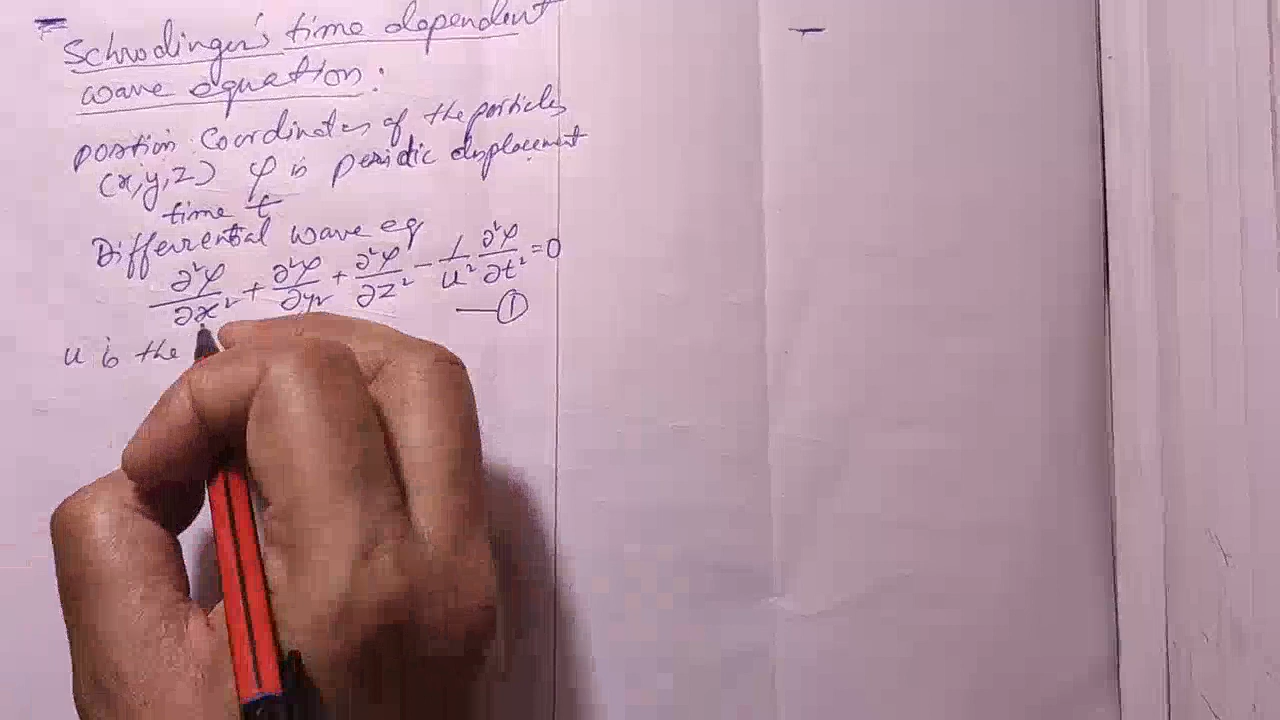 Schrodinger's time dependent
wave equation:
position coordinates of the particles
(x,y,z) φ is periodic displacement
time t
Differential wave eq
∂²φ/∂x² + ∂²φ/∂y² + ∂²φ/∂z² - 1/u² ∂²φ/∂t² = 0
—①
u is the